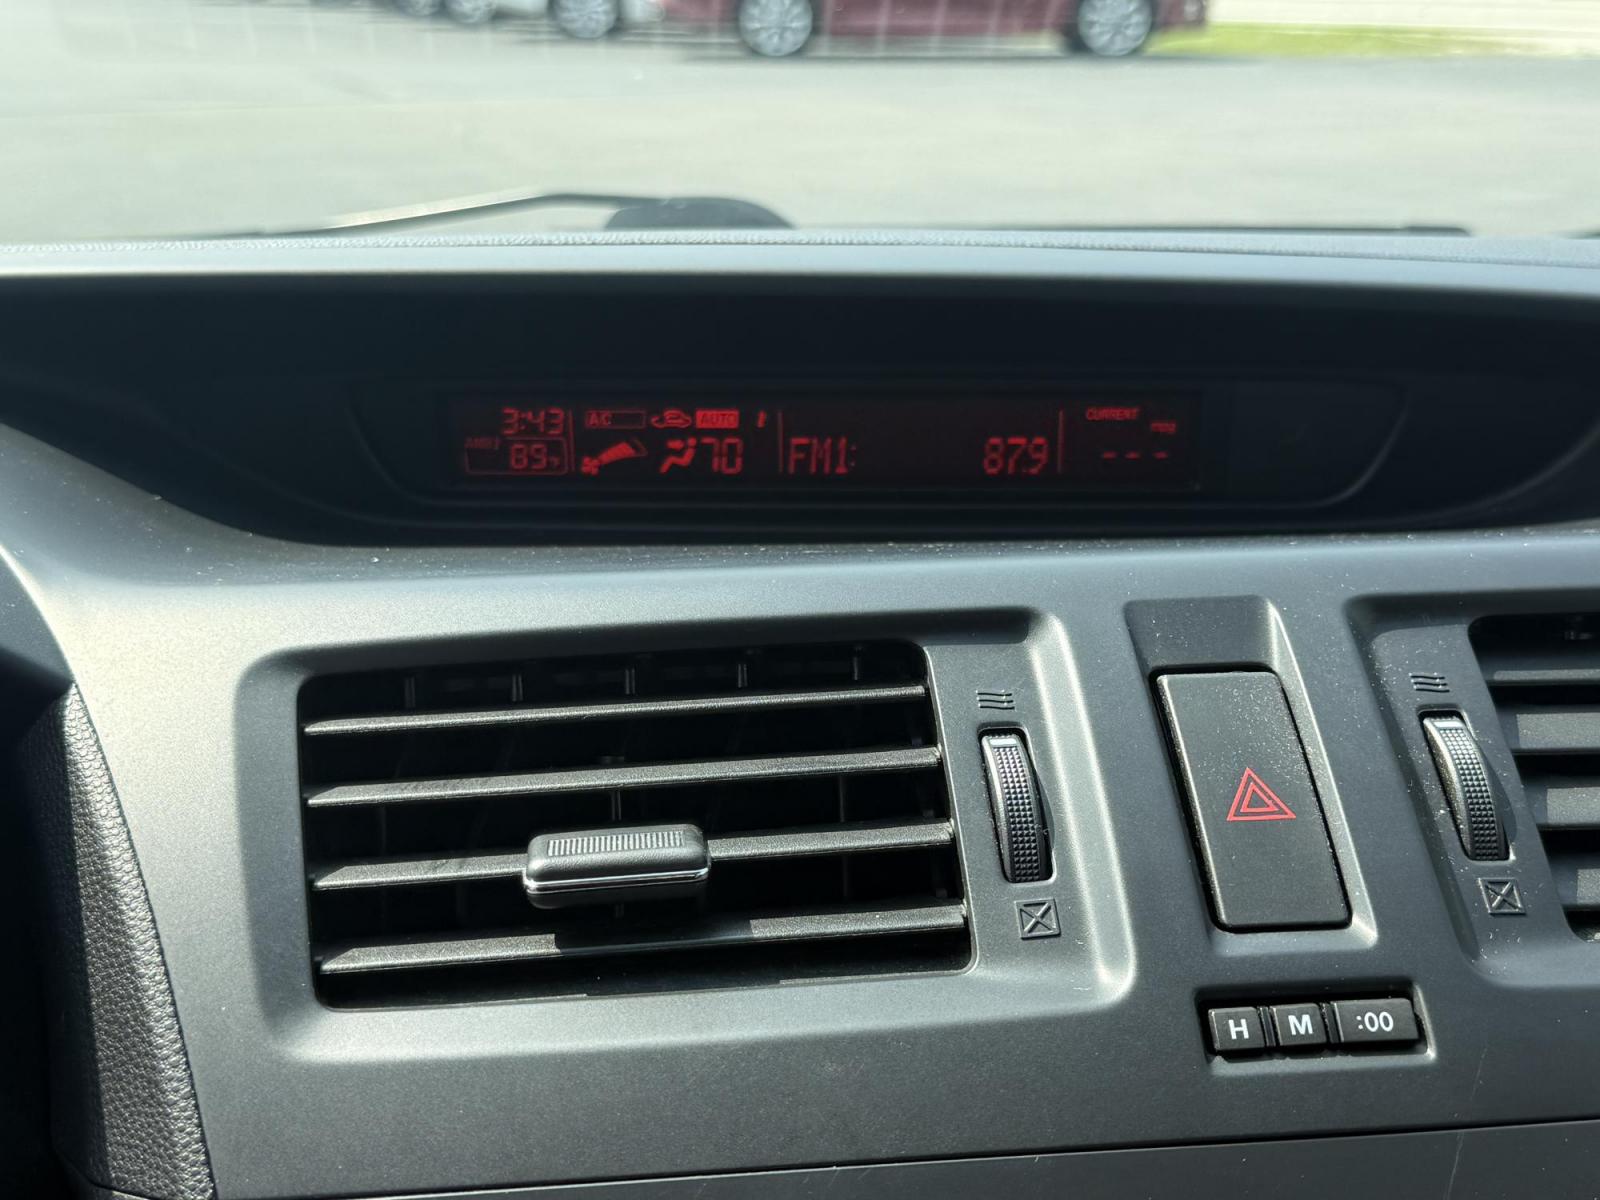 3:43 A/C AUTO CURRENT
AMB. mpg
89°F 70 FM1: 87.9 ---
H M :00